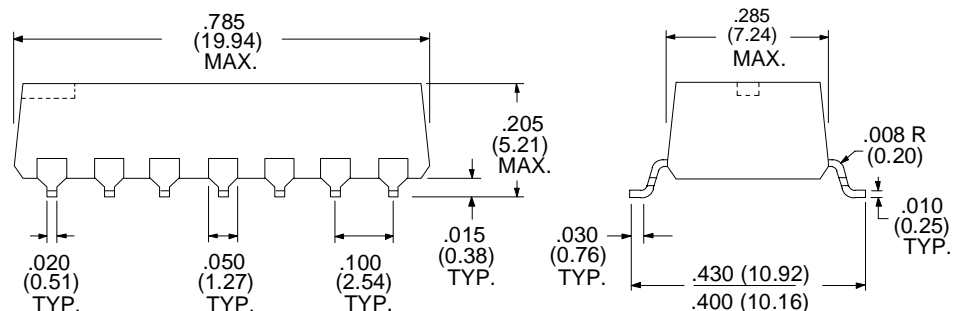 .785
(19.94)
MAX.
.285
(7.24)
MAX.
.205
(5.21)
MAX.
.008 R
(0.20)
.010
(0.25)
TYP.
.015
(0.38)
TYP.
.030
(0.76)
TYP.
.020
(0.51)
TYP.
.050
(1.27)
TYP.
.100
(2.54)
TYP.
.430 (10.92)
.400 (10.16)